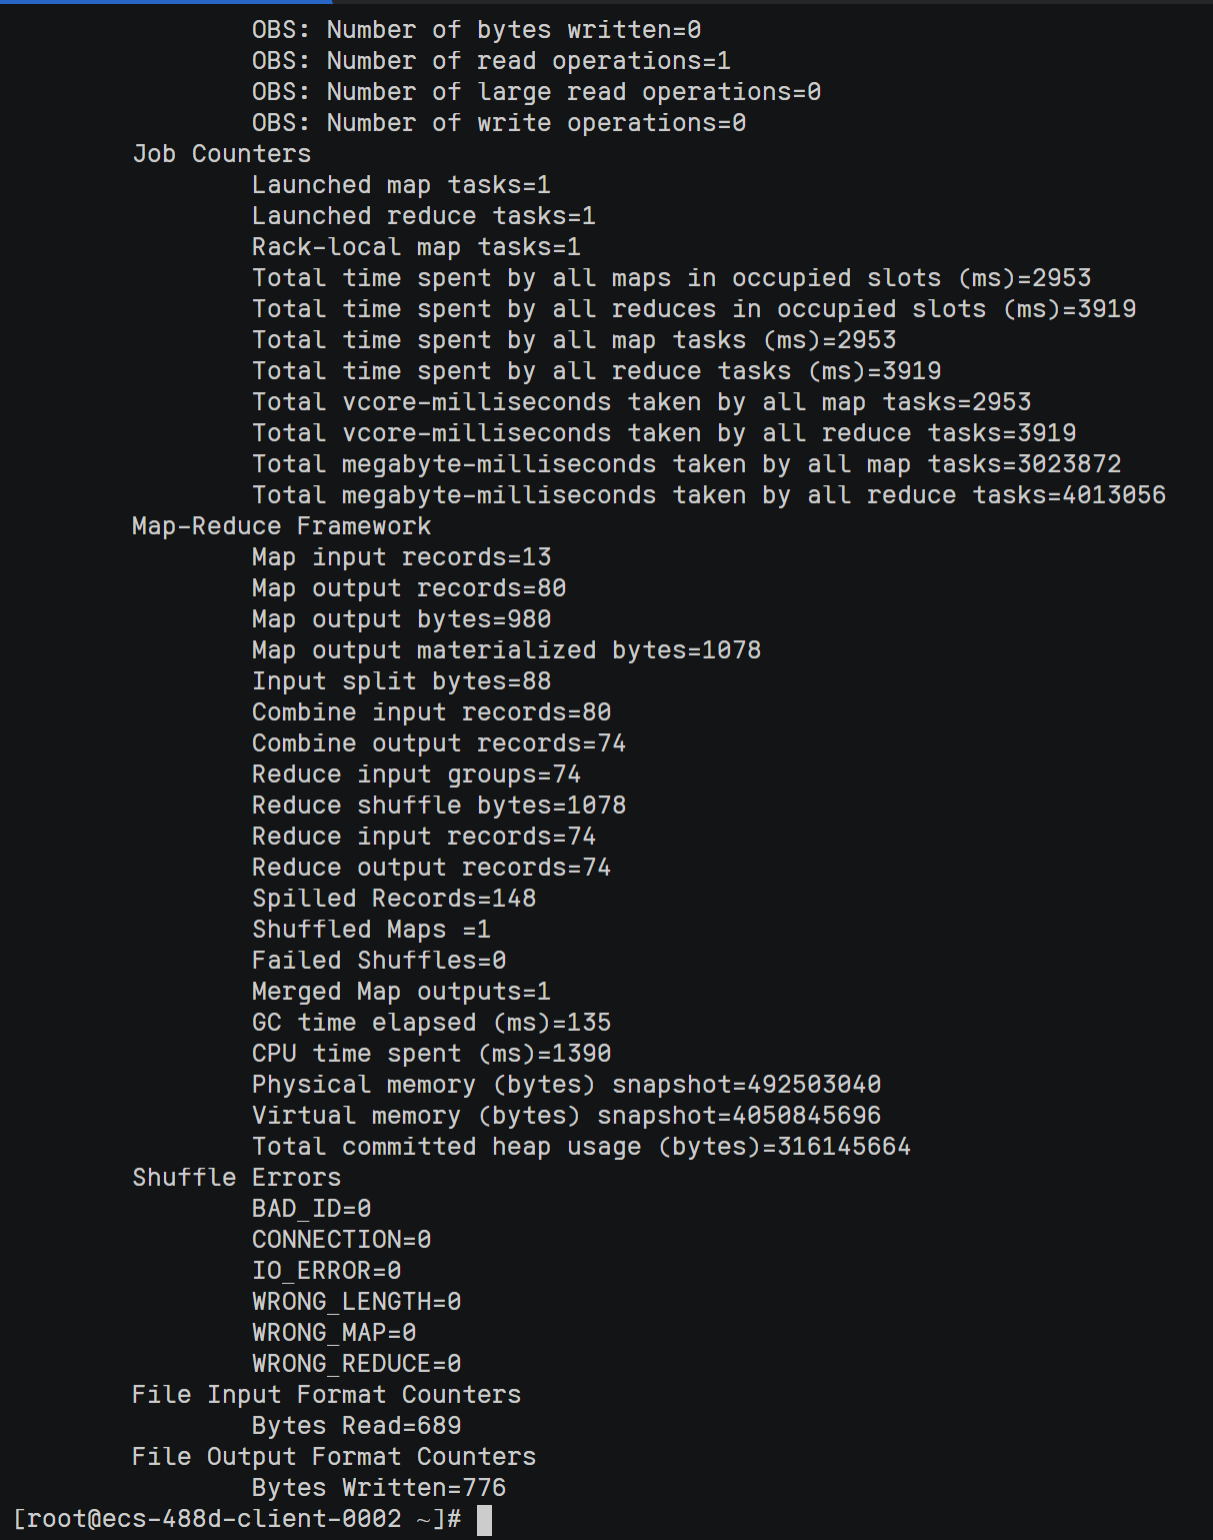 OBS: Number of bytes written=0
OBS: Number of read operations=1
OBS: Number of large read operations=0
OBS: Number of write operations=0
Job Counters
Launched map tasks=1
Launched reduce tasks=1
Rack-local map tasks=1
Total time spent by all maps in occupied slots (ms)=2953
Total time spent by all reduces in occupied slots (ms)=3919
Total time spent by all map tasks (ms)=2953
Total time spent by all reduce tasks (ms)=3919
Total vcore-milliseconds taken by all map tasks=2953
Total vcore-milliseconds taken by all reduce tasks=3919
Total megabyte-milliseconds taken by all map tasks=3023872
Total megabyte-milliseconds taken by all reduce tasks=4013056
Map-Reduce Framework
Map input records=13
Map output records=80
Map output bytes=980
Map output materialized bytes=1078
Input split bytes=88
Combine input records=80
Combine output records=74
Reduce input groups=74
Reduce shuffle bytes=1078
Reduce input records=74
Reduce output records=74
Spilled Records=148
Shuffled Maps =1
Failed Shuffles=0
Merged Map outputs=1
GC time elapsed (ms)=135
CPU time spent (ms)=1390
Physical memory (bytes) snapshot=492503040
Virtual memory (bytes) snapshot=4050845696
Total committed heap usage (bytes)=316145664
Shuffle Errors
BAD_ID=0
CONNECTION=0
IO_ERROR=0
WRONG_LENGTH=0
WRONG_MAP=0
WRONG_REDUCE=0
File Input Format Counters
Bytes Read=689
File Output Format Counters
Bytes Written=776
[root@ecs-488d-client-0002 ~]#